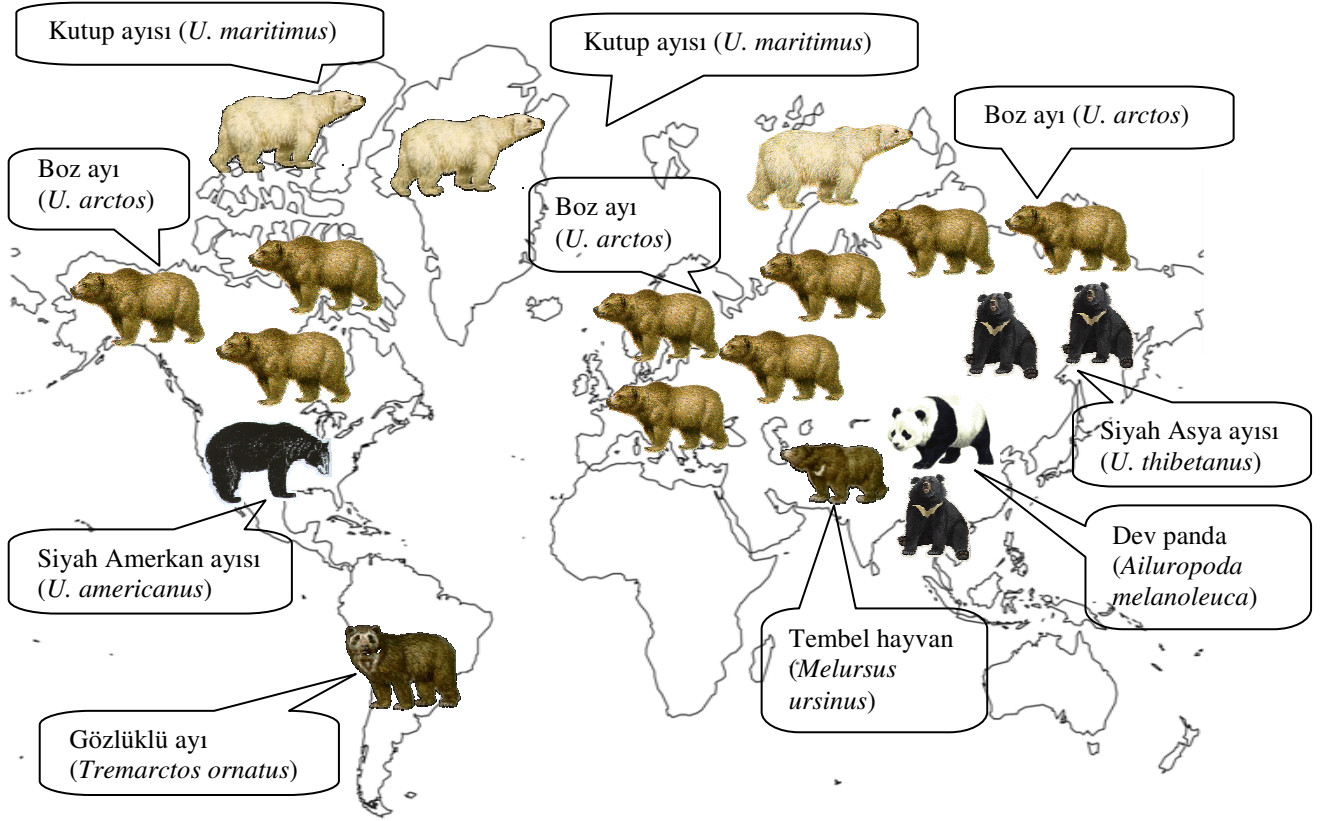 Kutup ayısı (U. maritimus)
Kutup ayısı (U. maritimus)
Boz ayı (U. arctos)
Boz ayı
(U. arctos)
Boz ayı
(U. arctos)
Siyah Asya ayısı
(U. thibetanus)
Siyah Amerkan ayısı
(U. americanus)
Dev panda
(Ailuropoda
melanoleuca)
Tembel hayvan
(Melursus
ursinus)
Gözlüklü ayı
(Tremarctos ornatus)